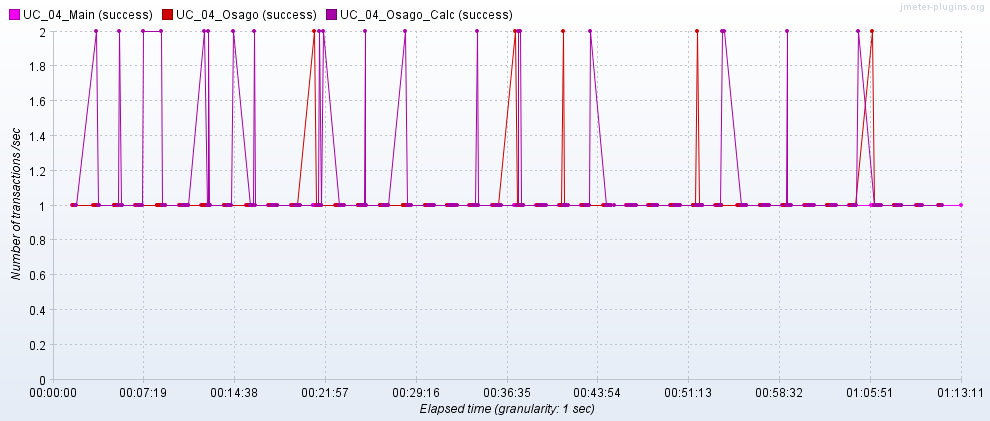 jmeter-plugins.org
UC_04_Main (success) UC_04_Osago (success) UC_04_Osago_Calc (success)
2
1.8
1.6
1.4
1.2
1
0.8
0.6
0.4
0.2
0
Number of transactions /sec
00:00:00 00:07:19 00:14:38 00:21:57 00:29:16 00:36:35 00:43:54 00:51:13 00:58:32 01:05:51 01:13:11
Elapsed time (granularity: 1 sec)